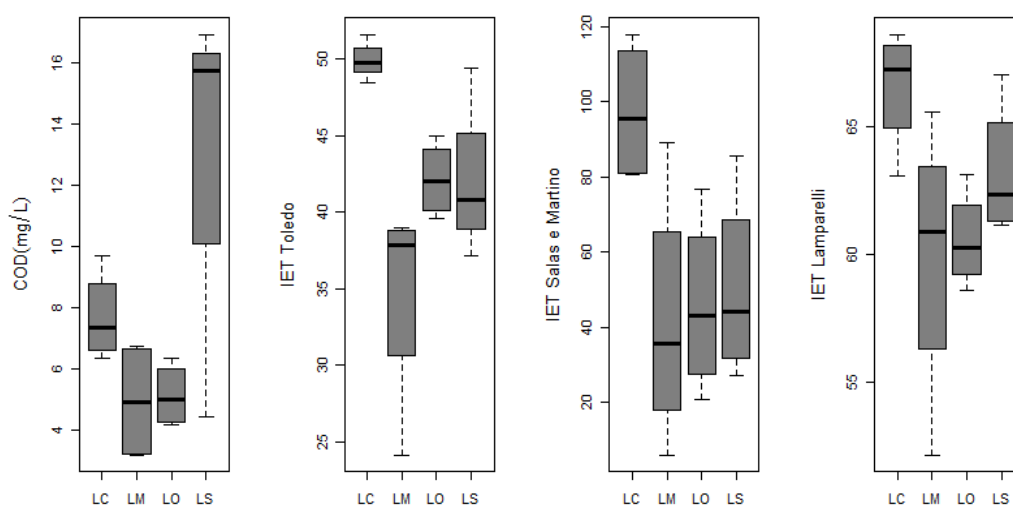 COD(mg/L)
16
14
12
10
8
6
4
LC LM LO LS
IET Toledo
50
45
40
35
30
25
LC LM LO LS
IET Salas e Martino
120
100
80
60
40
20
LC LM LO LS
IET Lamparelli
65
60
55
LC LM LO LS